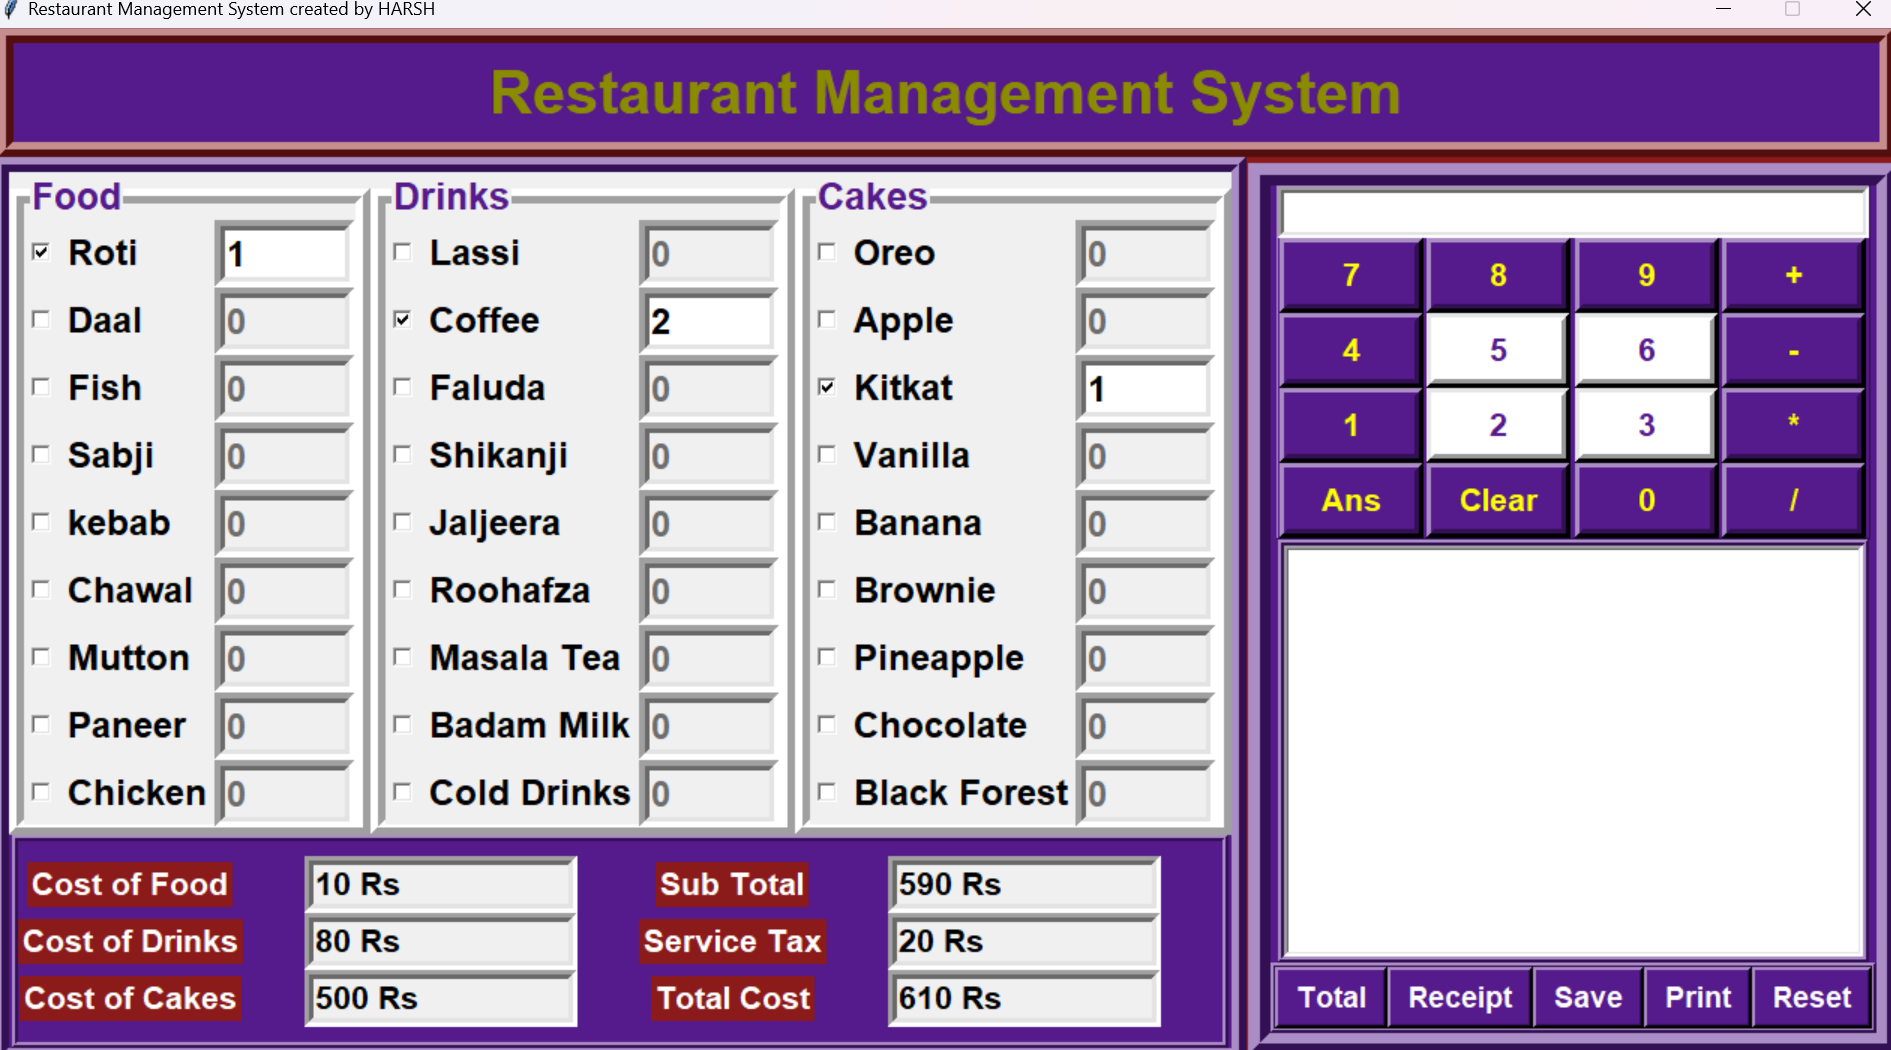 Restaurant Management System created by HARSH
Restaurant Management System
Food
Roti 1
Daal 0
Fish 0
Sabji 0
kebab 0
Chawal 0
Mutton 0
Paneer 0
Chicken 0
Drinks
Lassi 0
Coffee 2
Faluda 0
Shikanji 0
Jaljeera 0
Roohafza 0
Masala Tea 0
Badam Milk 0
Cold Drinks 0
Cakes
Oreo 0
Apple 0
Kitkat 1
Vanilla 0
Banana 0
Brownie 0
Pineapple 0
Chocolate 0
Black Forest 0
Cost of Food 10 Rs
Cost of Drinks 80 Rs
Cost of Cakes 500 Rs
Sub Total 590 Rs
Service Tax 20 Rs
Total Cost 610 Rs
7 8 9 +
4 5 6 -
1 2 3 *
Ans Clear 0 /
Total Receipt Save Print Reset